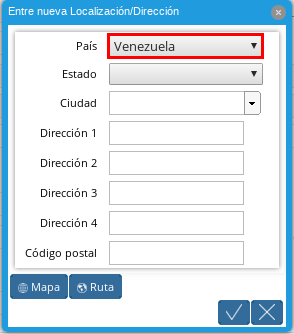 Entre nueva Localización/Dirección
País Venezuela
Estado
Ciudad
Dirección 1
Dirección 2
Dirección 3
Dirección 4
Código postal
Mapa Ruta